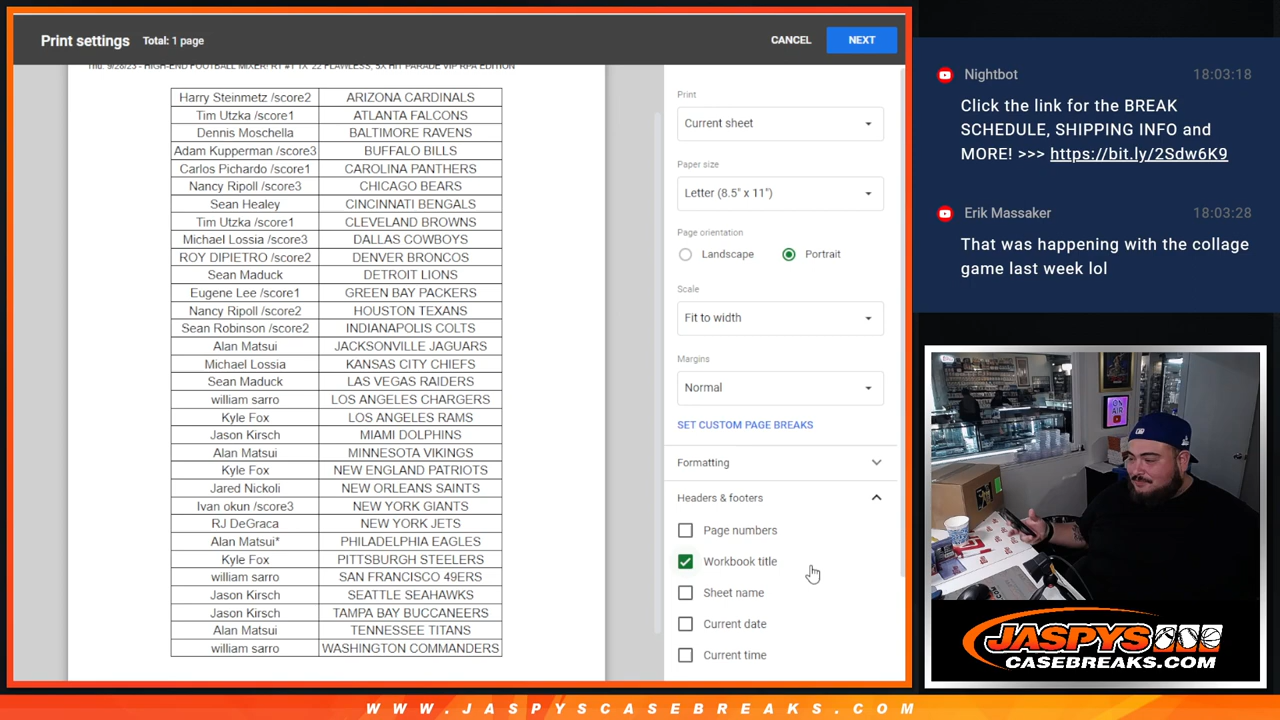 Print settings Total: 1 page CANCEL NEXT
Thu. 9/28/23 - HIGH-END FOOTBALL MIXER! RT #1 1X '22 FLAWLESS, 5X HIT PARADE VIP RPA EDITION
Harry Steinmetz /score2 ARIZONA CARDINALS
Tim Utzka /score1 ATLANTA FALCONS
Dennis Moschella BALTIMORE RAVENS
Adam Kupperman /score3 BUFFALO BILLS
Carlos Pichardo /score1 CAROLINA PANTHERS
Nancy Ripoll /score3 CHICAGO BEARS
Sean Healey CINCINNATI BENGALS
Tim Utzka /score1 CLEVELAND BROWNS
Michael Lossia /score3 DALLAS COWBOYS
ROY DIPIETRO /score2 DENVER BRONCOS
Sean Maduck DETROIT LIONS
Eugene Lee /score1 GREEN BAY PACKERS
Nancy Ripoll /score2 HOUSTON TEXANS
Sean Robinson /score2 INDIANAPOLIS COLTS
Alan Matsui JACKSONVILLE JAGUARS
Michael Lossia KANSAS CITY CHIEFS
Sean Maduck LAS VEGAS RAIDERS
william sarro LOS ANGELES CHARGERS
Kyle Fox LOS ANGELES RAMS
Jason Kirsch MIAMI DOLPHINS
Alan Matsui MINNESOTA VIKINGS
Kyle Fox NEW ENGLAND PATRIOTS
Jared Nickoli NEW ORLEANS SAINTS
Ivan okun /score3 NEW YORK GIANTS
RJ DeGraca NEW YORK JETS
Alan Matsui* PHILADELPHIA EAGLES
Kyle Fox PITTSBURGH STEELERS
william sarro SAN FRANCISCO 49ERS
Jason Kirsch SEATTLE SEAHAWKS
Jason Kirsch TAMPA BAY BUCCANEERS
Alan Matsui TENNESSEE TITANS
william sarro WASHINGTON COMMANDERS
Print
Current sheet
Paper size
Letter (8.5" x 11")
Page orientation
Landscape Portrait
Scale
Fit to width
Margins
Normal
SET CUSTOM PAGE BREAKS
Formatting
Headers & footers
Page numbers
Workbook title
Sheet name
Current date
Current time
Nightbot 18:03:18
Click the link for the BREAK
SCHEDULE, SHIPPING INFO and
MORE! >>> https://bit.ly/2Sdw6K9
Erik Massaker 18:03:28
That was happening with the collage
game last week lol
ON AIR
JASPYS
CASEBREAKS.COM
WWW.JASPYSCASEBREAKS.COM